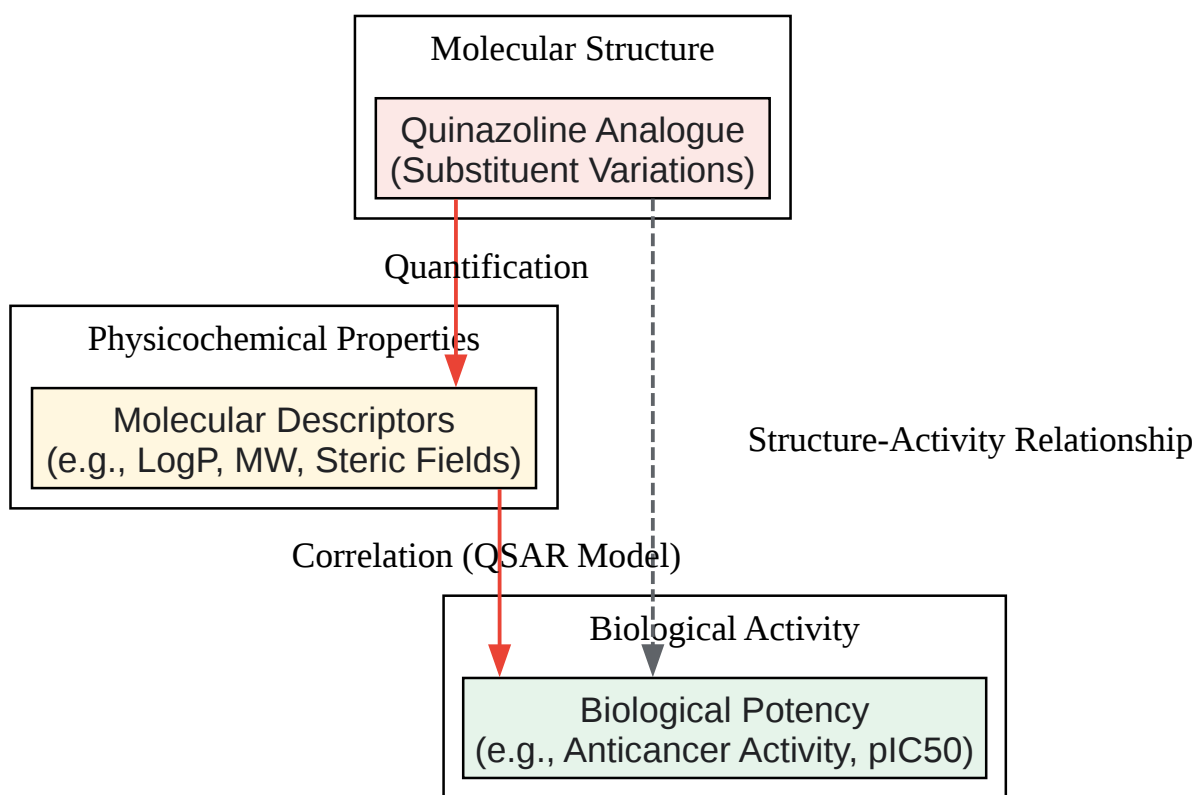 Molecular Structure
Quinazoline Analogue
(Substituent Variations)
Quantification
Physicochemical Properties
Molecular Descriptors
(e.g., LogP, MW, Steric Fields)
Structure-Activity Relationship
Correlation (QSAR Model)
Biological Activity
Biological Potency
(e.g., Anticancer Activity, pIC50)